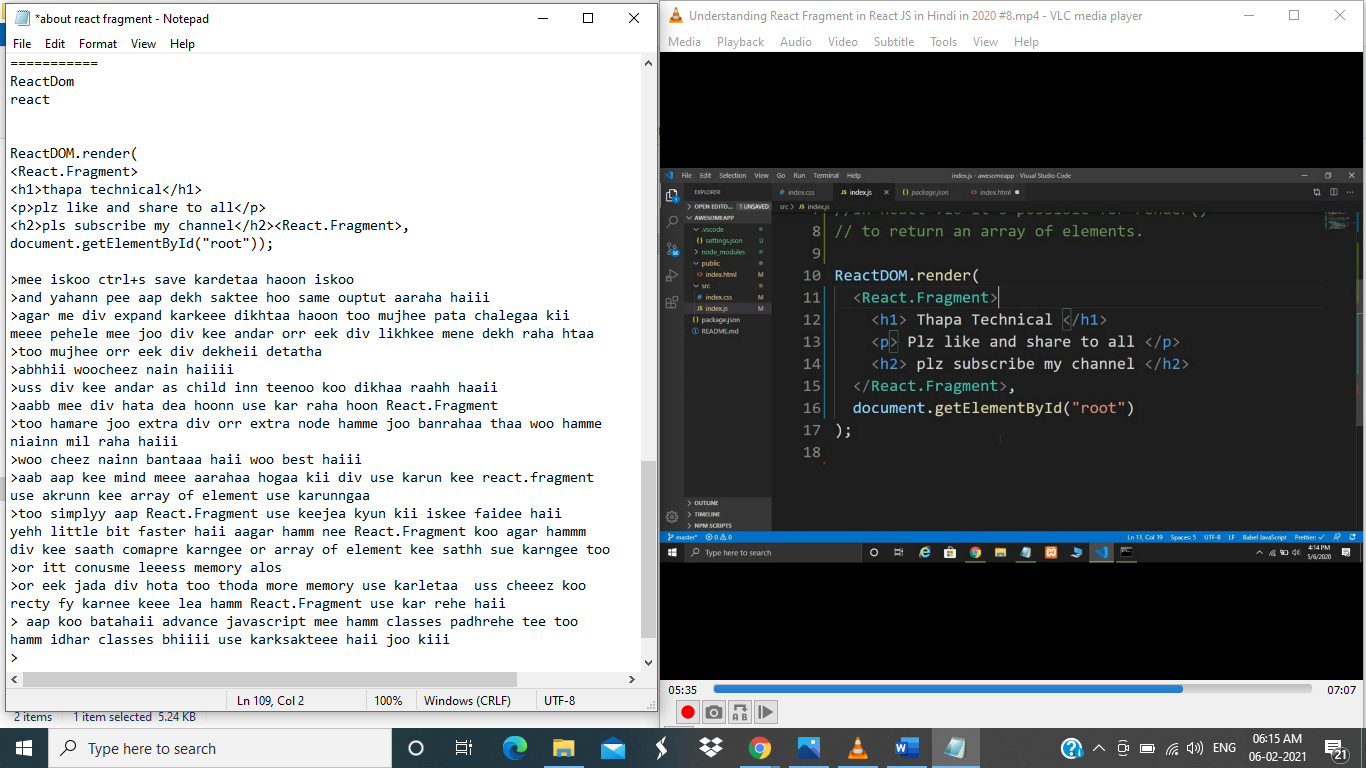 *about react fragment - Notepad
File Edit Format View Help
===========
ReactDom
react
ReactDOM.render(
<React.Fragment>
<h1>thapa technical</h1>
<p>plz like and share to all</p>
<h2>pls subscribe my channel</h2><React.Fragment>,
document.getElementById("root"));
>mee iskoo ctrl+s save kardetaa haoon iskoo
>and yahann pee aap dekh saktee hoo same ouptut aaraha haiii
>agar me div expand karkeee dikhtaa haoon too mujhee pata chalegaa kii
meee pehele mee joo div kee andar orr eek div likhkee mene dekh raha htaa
>too mujhee orr eek div dekheii detatha
>abhhii woocheez nain haiiii
>uss div kee andar as child inn teenoo koo dikhaa raahh haaii
>aabb mee div hata dea hoonn use kar raha hoon React.Fragment
>too hamare joo extra div orr extra node hamme joo banrahaa thaa woo hamme
niainn mil raha haiii
>woo cheez nainn bantaaa haii woo best haiii
>aab aap kee mind meee aarahaa hogaa kii div use karun kee react.fragment
use akrunn kee array of element use karunngaa
>too simplyy aap React.Fragment use keejea kyun kii iskee faidee haii
yehh little bit faster haii aagar hamm nee React.Fragment koo agar hammm
div kee saath comapre karngee or array of element kee sathh sue karngee too
>or itt conusme leeess memory alos
>or eek jada div hota too thoda more memory use karletaa  uss cheeez koo
recty fy karnee keee lea hamm React.Fragment use kar rehe haii
> aap koo batahaii advance javascript mee hamm classes padhrehe tee too
hamm idhar classes bhiiii use karksakteee haii joo kiii
>
Ln 109, Col 2 100% Windows (CRLF) UTF-8
2 items 1 item selected 5.24 KB
Understanding React Fragment in React JS in Hindi in 2020 #8.mp4 - VLC media player
Media Playback Audio Video Subtitle Tools View Help
File Edit Selection View Go Run Terminal Help index.js - awesomeapp - Visual Studio Code
EXPLORER
index.css index.js package.json index.html
OPEN EDITO... 1 UNSAVED
src > index.js
AWESOMEAPP
.vscode
settings.json U
node_modules
public
index.html M
src
index.css M
index.js M
package.json
README.md
OUTLINE
TIMELINE
NPM SCRIPTS
8 // to return an array of elements.
9
10 ReactDOM.render(
11 <React.Fragment>
12 <h1> Thapa Technical </h1>
13 <p> Plz like and share to all </p>
14 <h2> plz subscribe my channel </h2>
15 </React.Fragment>,
16 document.getElementById("root")
17 );
18
master* 0 0 Ln 11, Col 19 Spaces: 5 UTF-8 LF Babel JavaScript Prettier
Type here to search ENG 4:14 PM
5/6/2020
05:35 07:07
Type here to search ENG 06:15 AM
06-02-2021 21